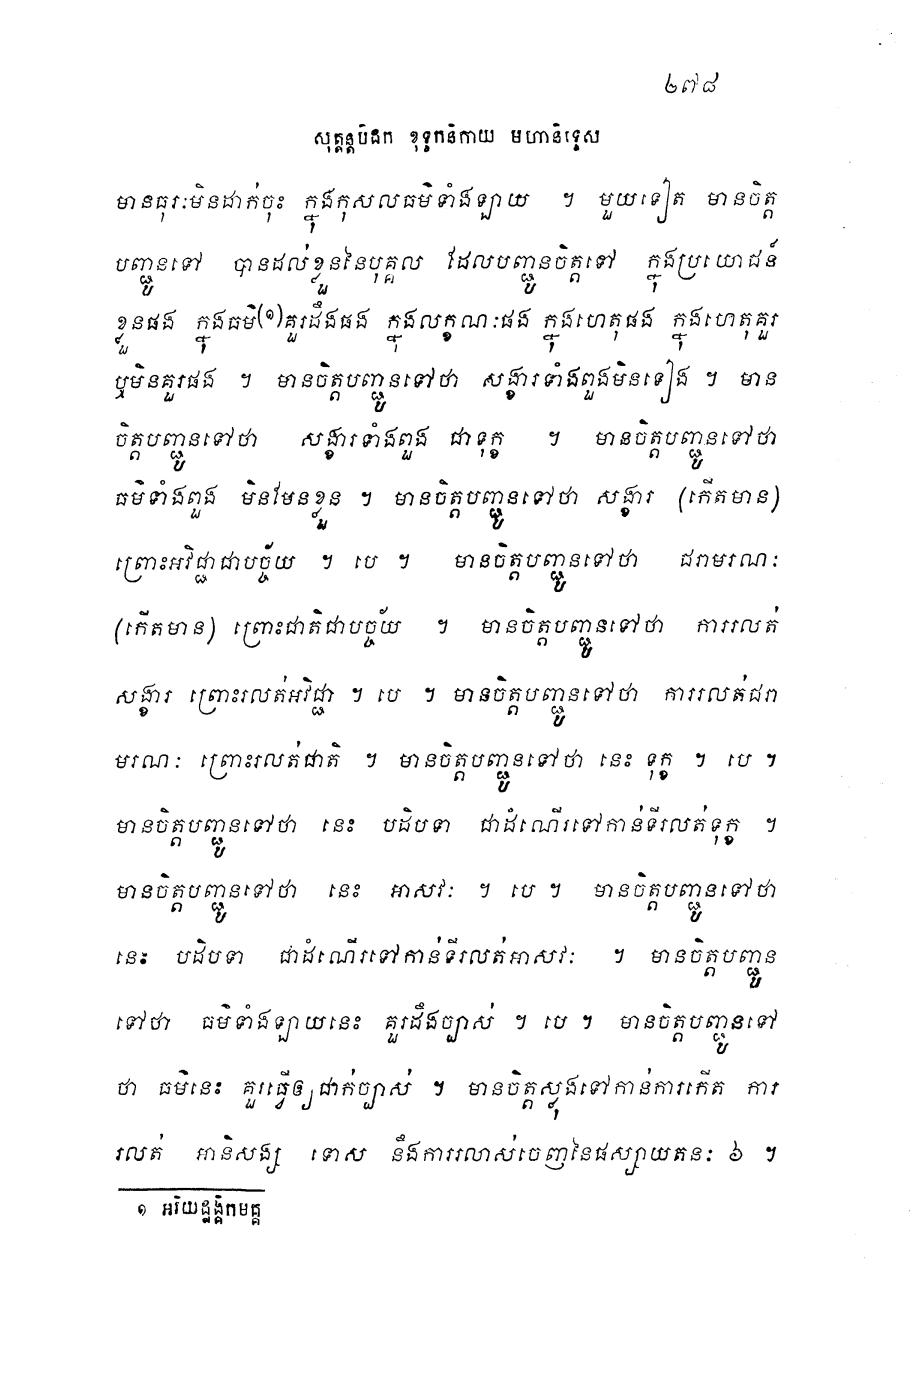 ២៧៨
សុត្តន្តបិដក ខុទ្ទកនិកាយ មហានិទ្ទេស
មានធុរៈមិនដាក់ចុះ ក្នុងកុសលធម៌ទាំងឡាយ ។ មួយទៀត មានចិត្ត
បញ្ជូនទៅ បានដល់ខ្លួននៃបុគ្គល ដែលបញ្ជូនចិត្តទៅ ក្នុងប្រយោជន៍
ខ្លួនផង ក្នុងធម៌(១)គួរដឹងផង ក្នុងលក្ខណៈផង ក្នុងហេតុផង ក្នុងហេតុគួរ
ឬមិនគួរផង ។ មានចិត្តបញ្ជូនទៅថា សង្ខារទាំងពួងមិនទៀង ។ មាន
ចិត្តបញ្ជូនទៅថា សង្ខារទាំងពួង ជាទុក្ខ ។ មានចិត្តបញ្ជូនទៅថា
ធម៌ទាំងពួង មិនមែនខ្លួន ។ មានចិត្តបញ្ជូនទៅថា សង្ខារ (កើតមាន)
ព្រោះអវិជ្ជាជាបច្ច័យ ។ បេ ។ មានចិត្តបញ្ជូនទៅថា ជរាមរណៈ
(កើតមាន) ព្រោះជាតិជាបច្ច័យ ។ មានចិត្តបញ្ជូនទៅថា ការរលត់
សង្ខារ ព្រោះរលត់អវិជ្ជា ។ បេ ។ មានចិត្តបញ្ជូនទៅថា ការរលត់ជរា
មរណៈ ព្រោះរលត់ជាតិ ។ មានចិត្តបញ្ជូនទៅថា នេះ ទុក្ខ ។ បេ ។
មានចិត្តបញ្ជូនទៅថា នេះ បដិបទា ជាដំណើរទៅកាន់ទីរលត់ទុក្ខ ។
មានចិត្តបញ្ជូនទៅថា នេះ អាសវៈ ។ បេ ។ មានចិត្តបញ្ជូនទៅថា
នេះ បដិបទា ជាដំណើរទៅកាន់ទីរលត់អាសវៈ ។ មានចិត្តបញ្ជូន
ទៅថា ធម៌ទាំងឡាយនេះ គួរដឹងច្បាស់ ។ បេ ។ មានចិត្តបញ្ជូនទៅ
ថា ធម៌នេះ គួរធ្វើឲ្យជាក់ច្បាស់ ។ មានចិត្តស្ទុងទៅកាន់ការកើត ការ
រលត់ អានិសង្ស ទោស នឹងការរលាស់ចេញនៃផស្សាយតនៈ ៦ ។
១ អរិយដ្ឋង្គិកមគ្គ